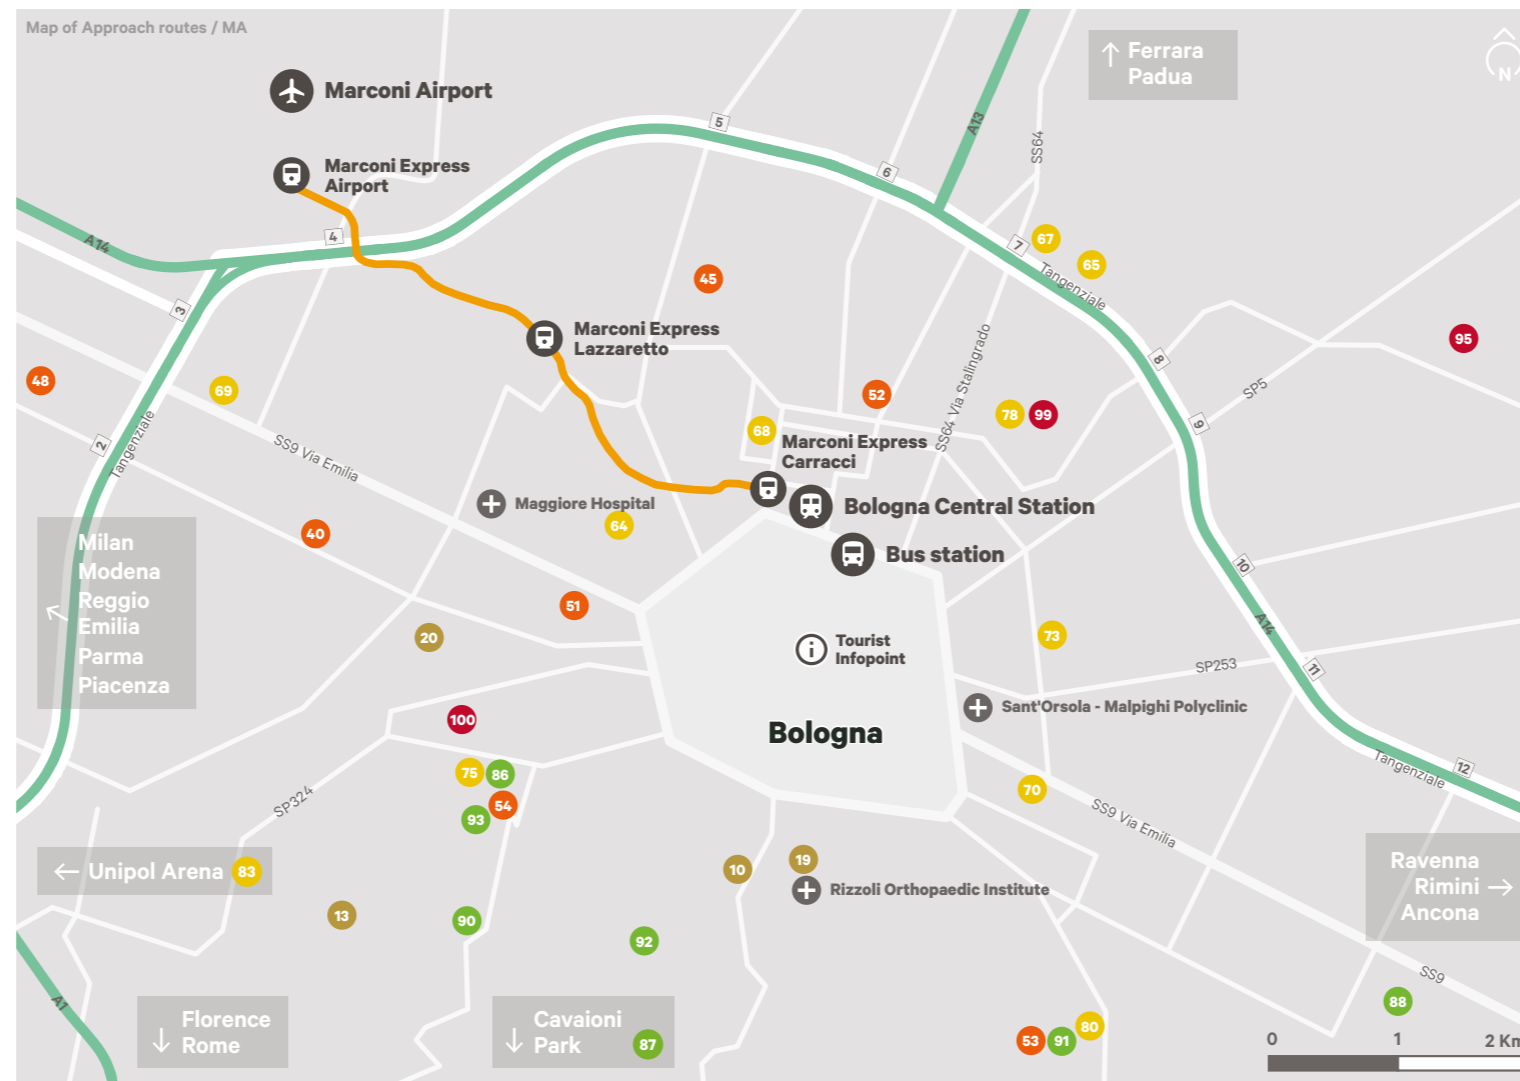 Map of Approach routes / MA
Ferrara
Padua
N
Marconi Airport
5
A13
SS64
6
Marconi Express
Airport
4
A14
7
67
65
Tangenziale
45
3
Marconi Express
Lazzaretto
95
8
48
69
52
SP5
SS64 Via Stalingrado
78
99
9
68
2
Tangenziale
SS9 Via Emilia
Marconi Express
Carracci
Maggiore Hospital
Bologna Central Station
64
40
Bus station
10
Milan
Modena
Reggio
Emilia
Parma
Piacenza
51
A14
20
73
Tourist
Infopoint
SP253
11
100
Sant'Orsola - Malpighi Polyclinic
Bologna
75
86
12
Tangenziale
54
93
SP324
70
SS9 Via Emilia
Unipol Arena
83
10
19
Rizzoli Orthopaedic Institute
Ravenna
Rimini
Ancona
13
90
92
SS9
A1
88
Florence
Rome
Cavaioni
Park
87
53
91
80
0
1
2 Km